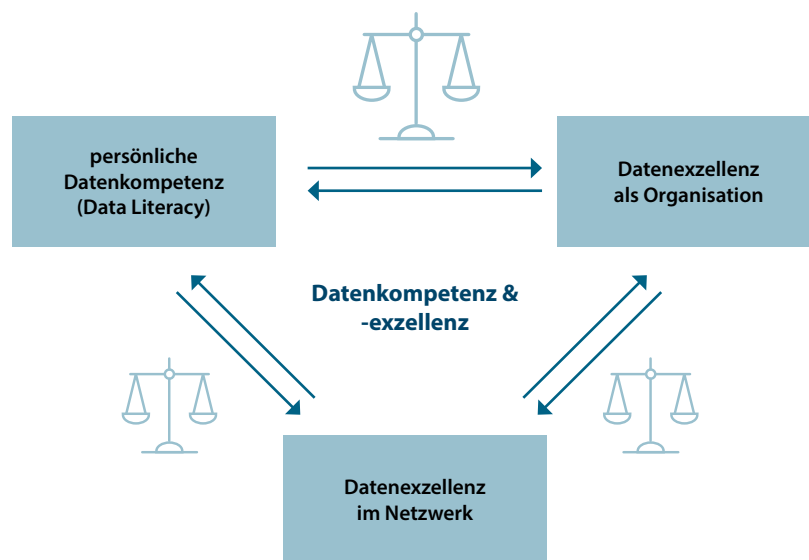 persönliche
Datenkompetenz
(Data Literacy)
Datenexzellenz
als Organisation
Datenkompetenz &
-exzellenz
Datenexzellenz
im Netzwerk